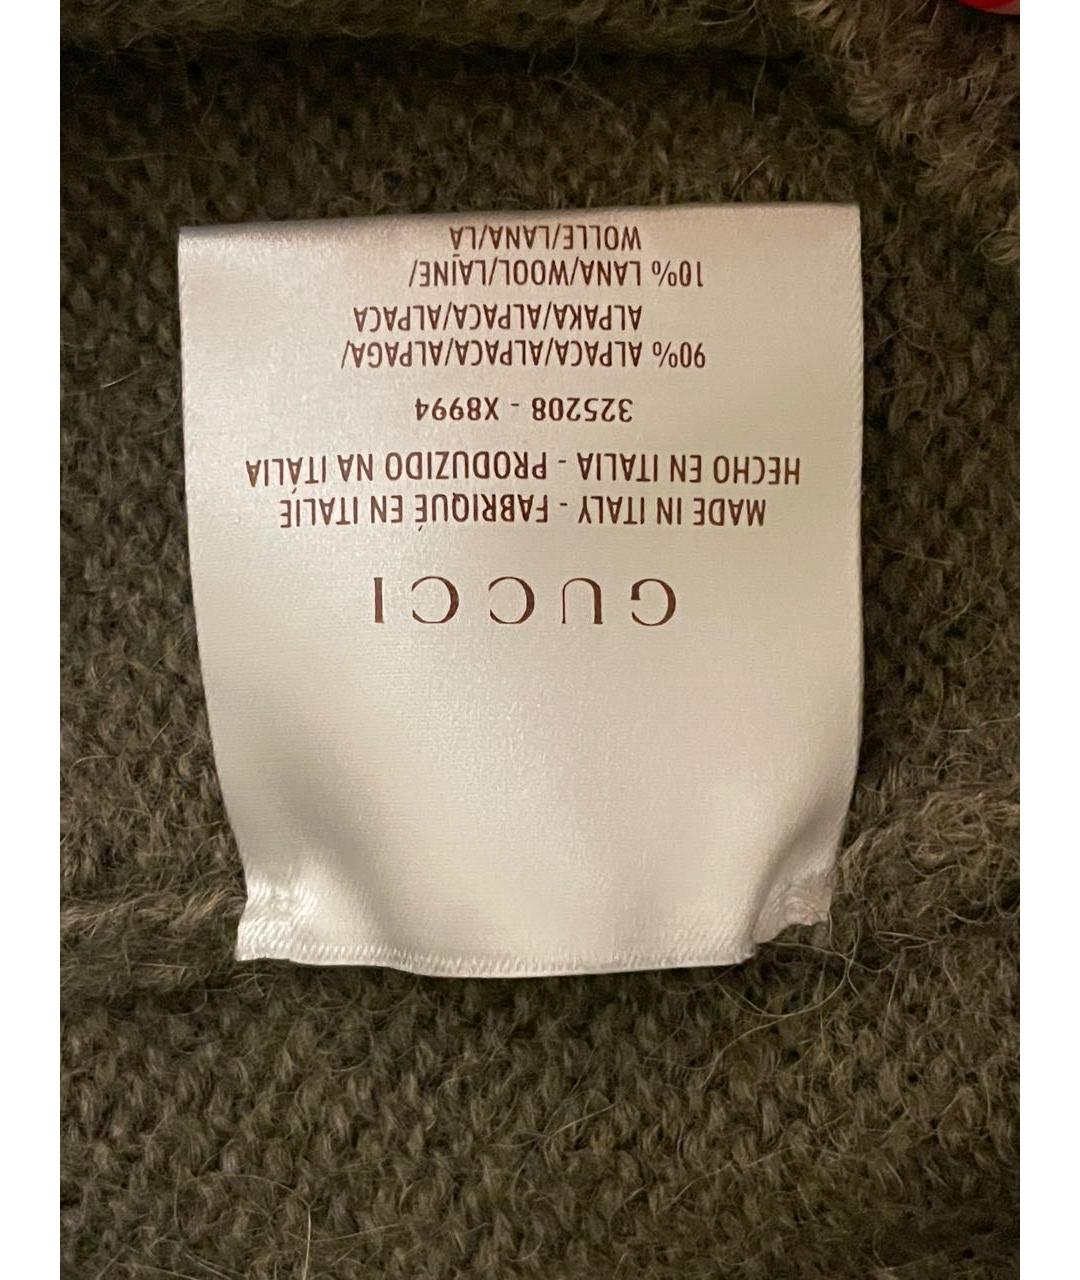 GUCCI
MADE IN ITALY - FABRIQUÉ EN ITALIE
HECHO EN ITALIA - PRODUZIDO NA ITÁLIA
325208 - X8994
90% ALPACA/ALPACA/ALPAGA/
ALPAKA/ALPACA/ALPACA
10% LANA/WOOL/LAINE/
WOLLE/LANA/LÃ